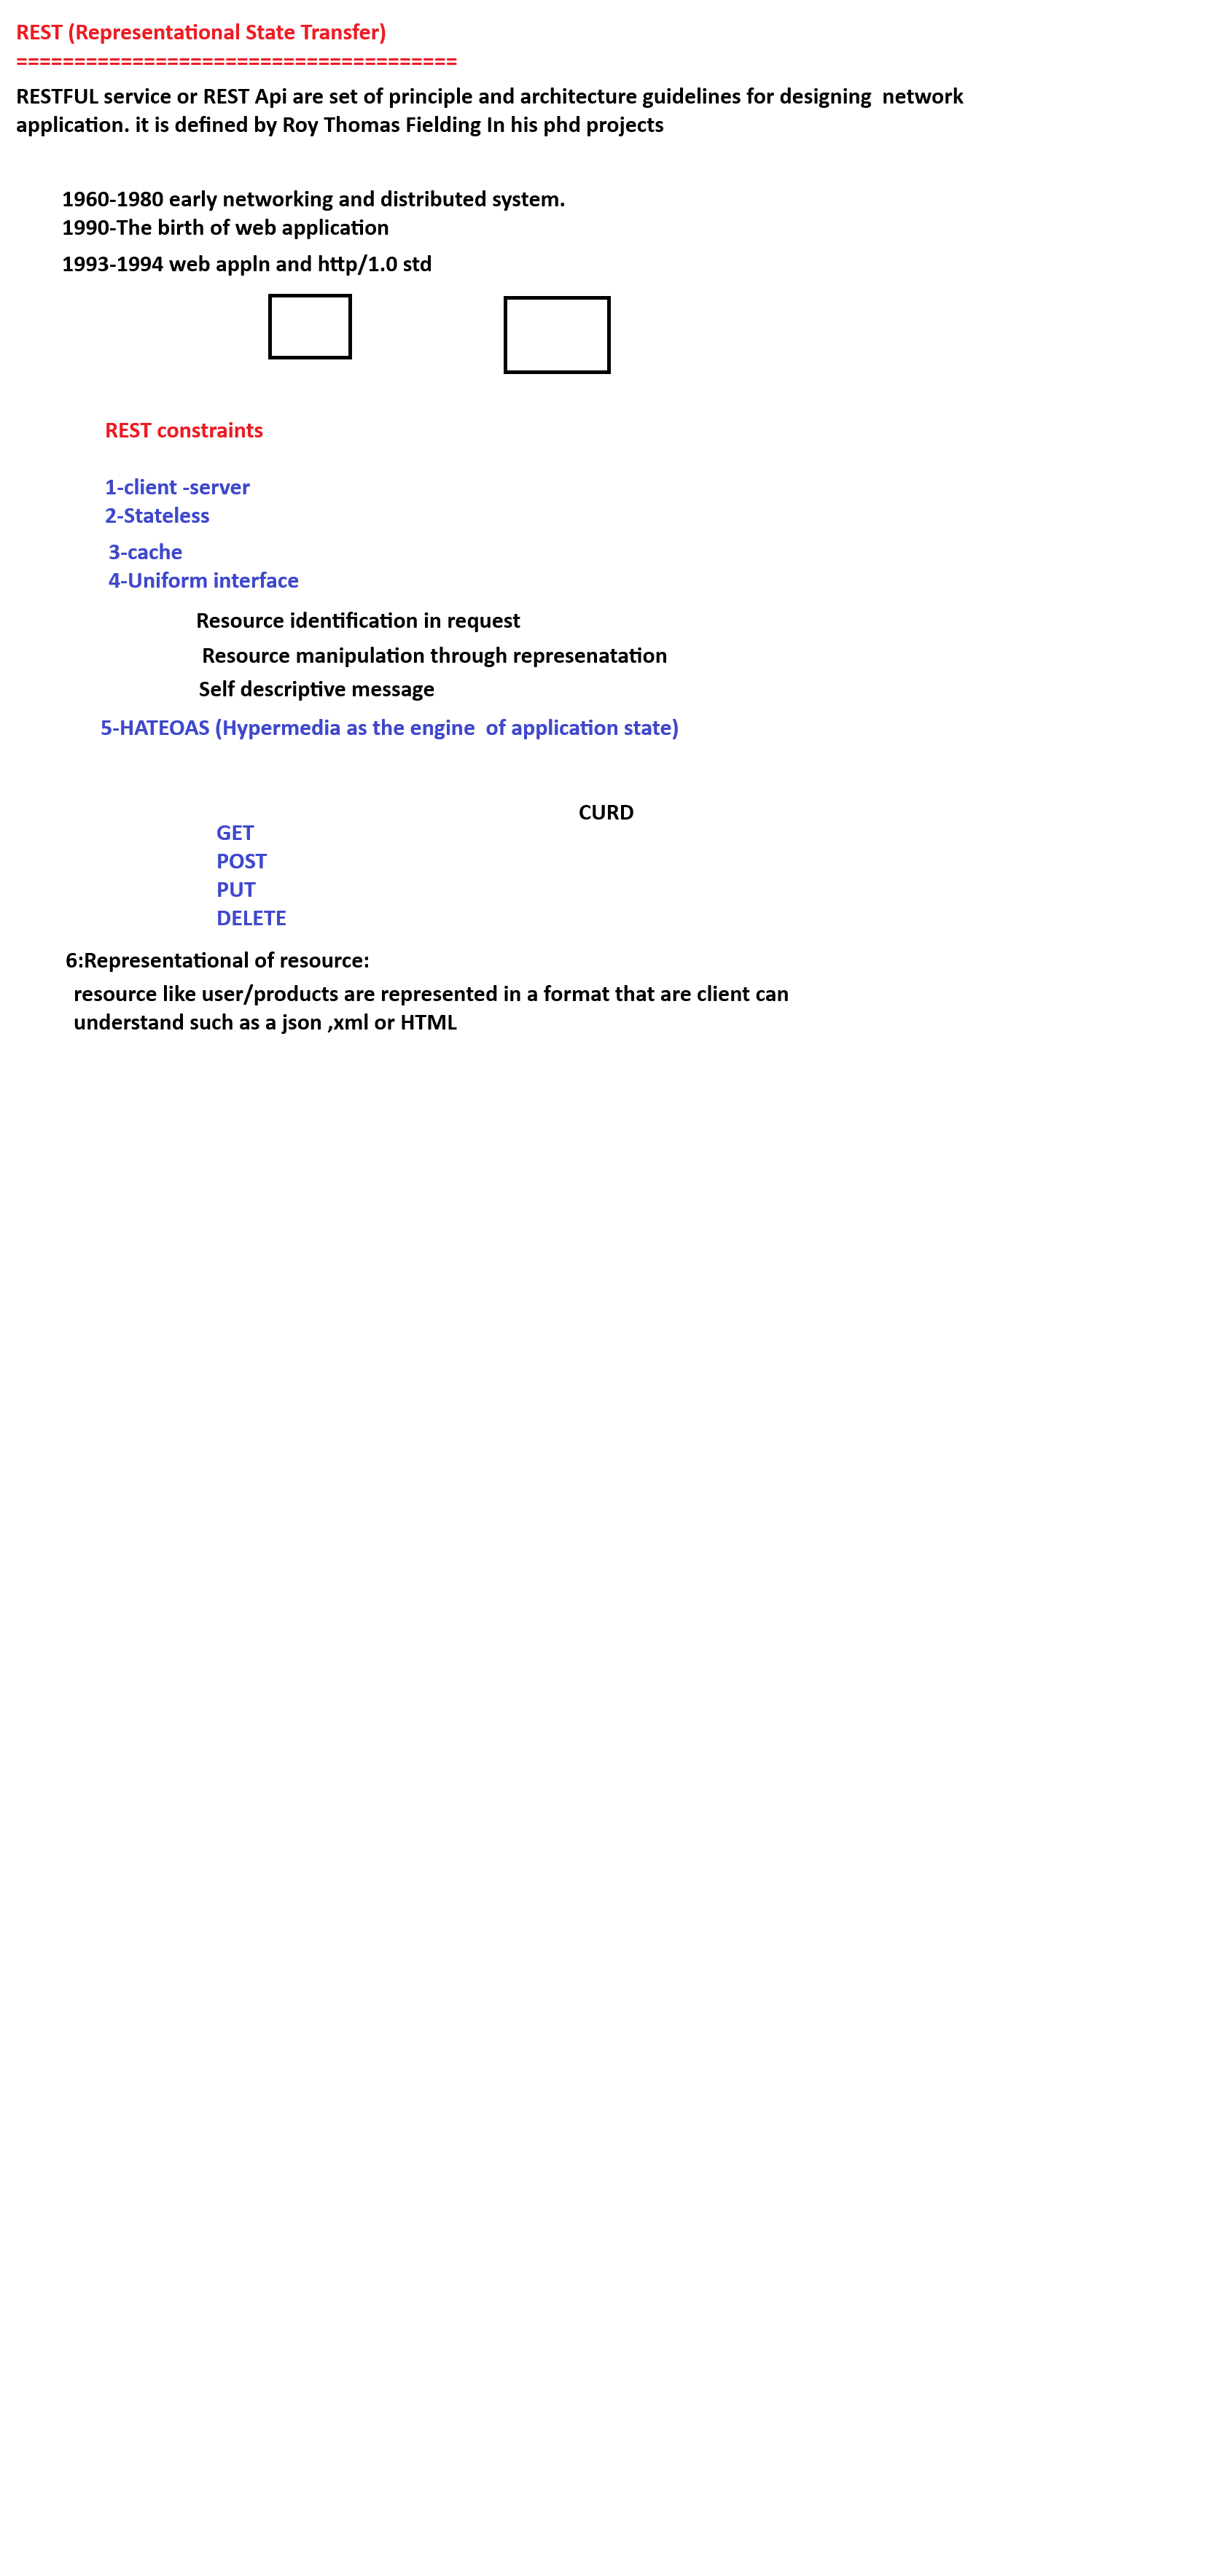 REST (Representational State Transfer)
======================================
RESTFUL service or REST Api are set of principle and architecture guidelines for designing  network
application. it is defined by Roy Thomas Fielding In his phd projects
1960-1980 early networking and distributed system.
1990-The birth of web application
1993-1994 web appln and http/1.0 std
REST constraints
1-client -server
2-Stateless
3-cache
4-Uniform interface
Resource identification in request
Resource manipulation through represenatation
Self descriptive message
5-HATEOAS (Hypermedia as the engine  of application state)
CURD
GET
POST
PUT
DELETE
6:Representational of resource:
resource like user/products are represented in a format that are client can
understand such as a json ,xml or HTML